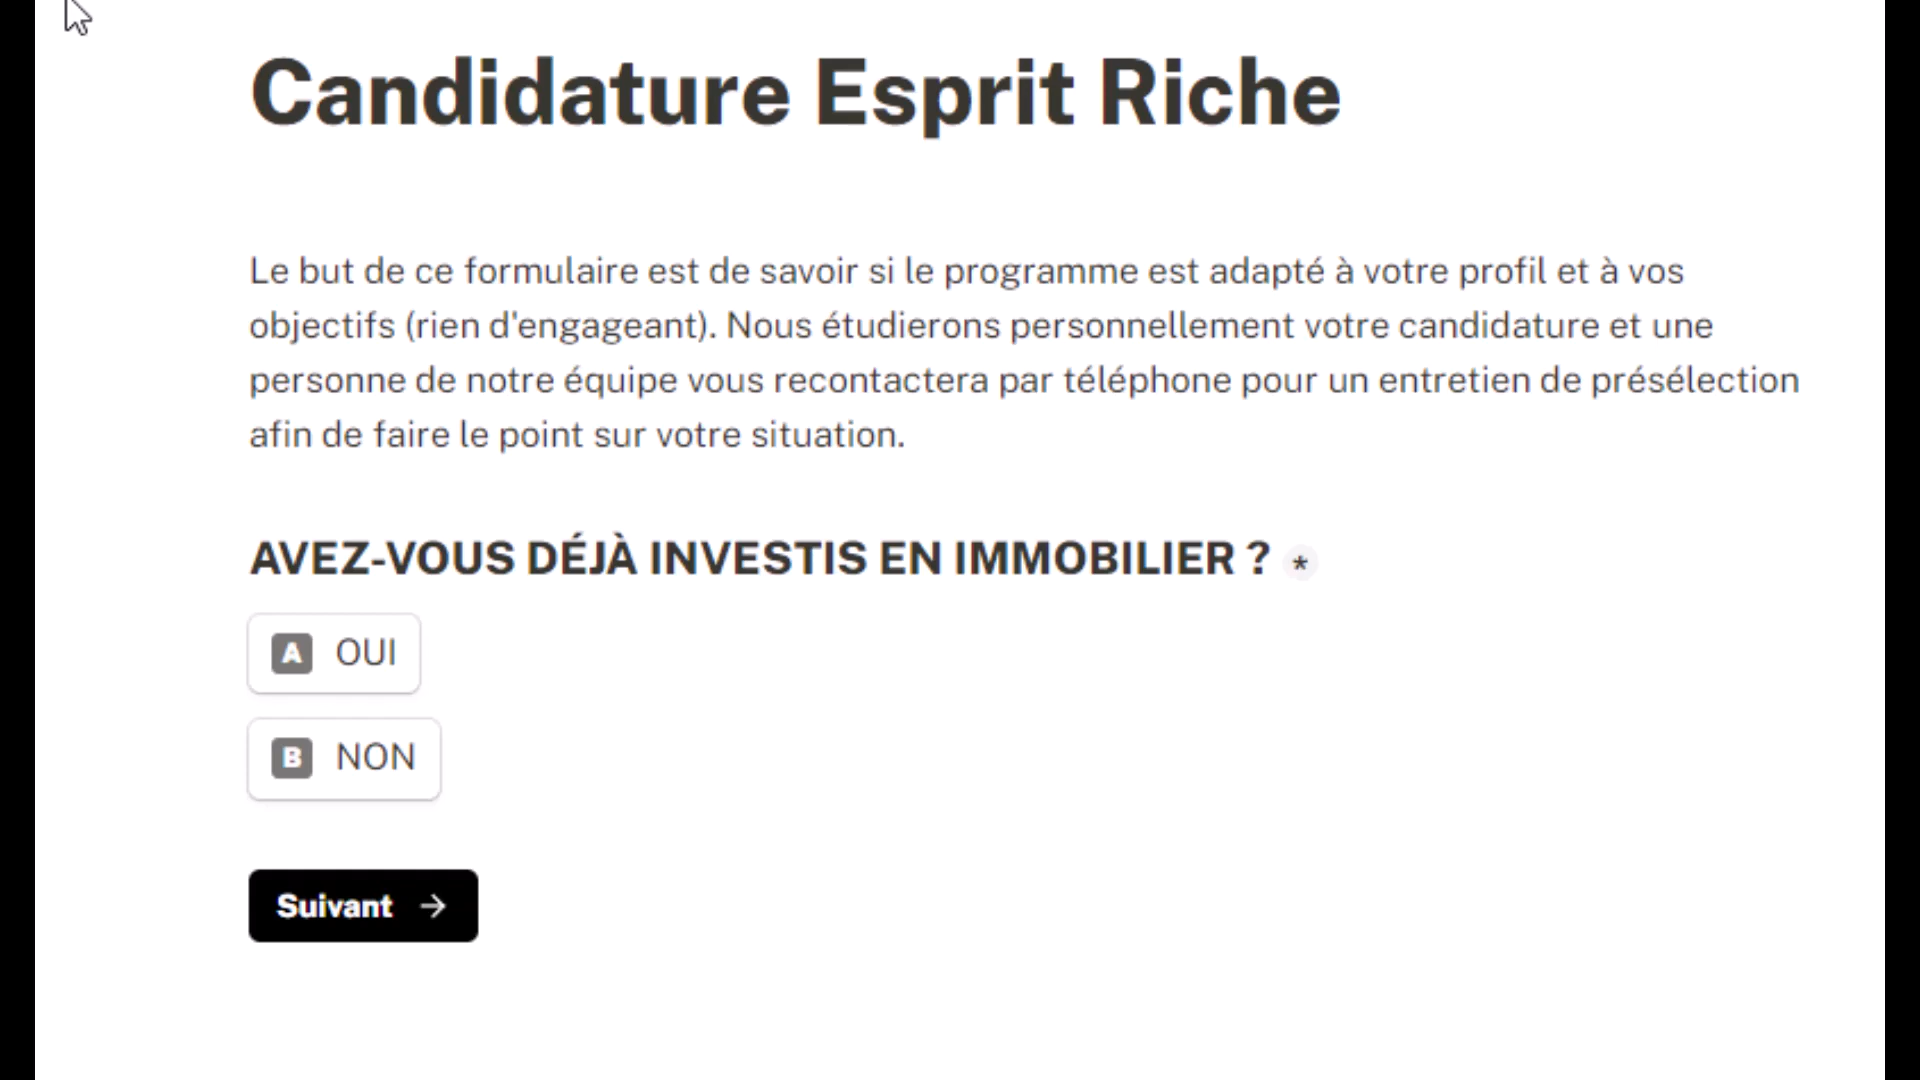 Candidature Esprit Riche
Le but de ce formulaire est de savoir si le programme est adapté à votre profil et à vos
objectifs (rien d'engageant). Nous étudierons personnellement votre candidature et une
personne de notre équipe vous recontactera par téléphone pour un entretien de présélection
afin de faire le point sur votre situation.
AVEZ-VOUS DÉJÀ INVESTIS EN IMMOBILIER ? *
A OUI
B NON
Suivant →